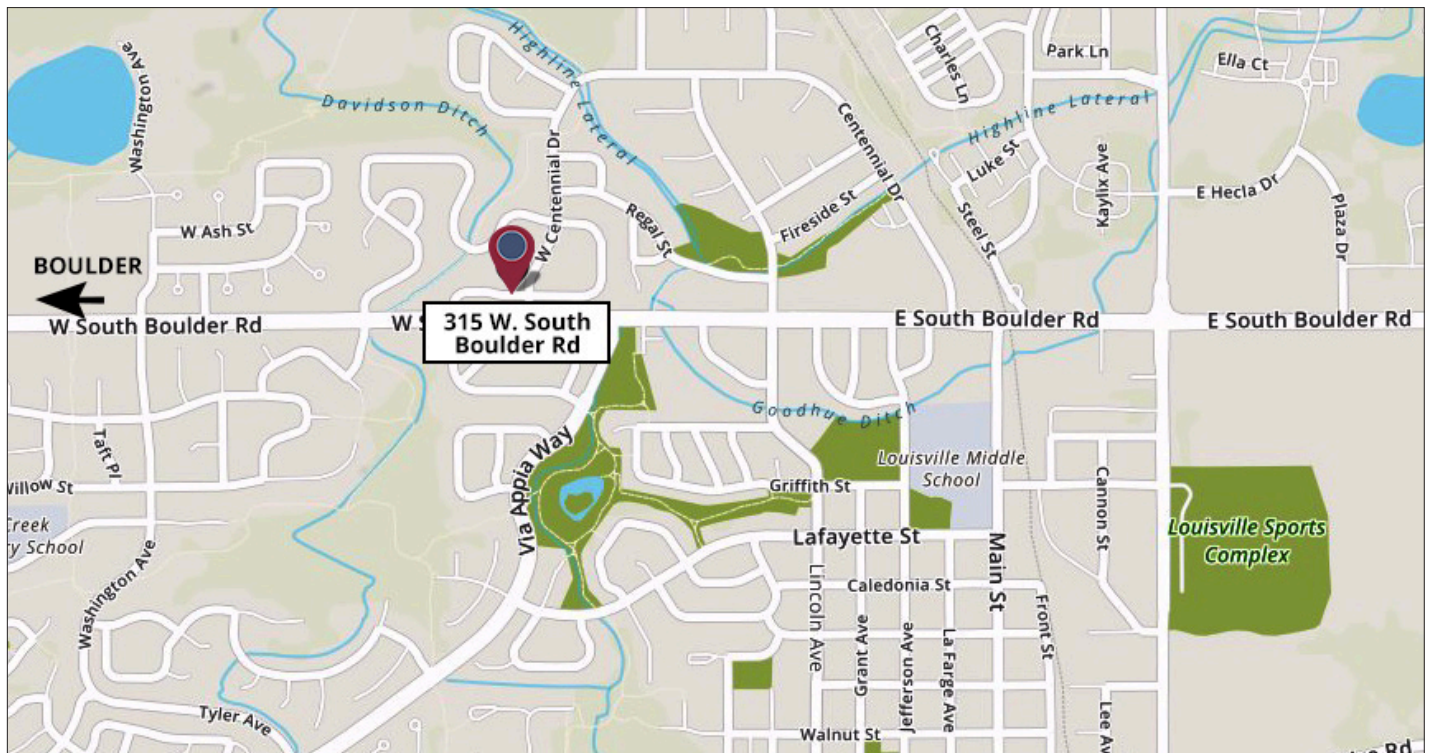 Highline Lateral
Charles Ln
Park Ln
Ella Ct
Washington Ave
Davidson Ditch
Centennial Dr
Highline Lateral
W Centennial Dr
Luke St
Kaylix Ave
E Hecla Dr
Plaza Dr
W Ash St
Regal St
Fireside St
Steel St
BOULDER
W South Boulder Rd
W S
315 W. South
Boulder Rd
E South Boulder Rd
E South Boulder Rd
Goodhue Ditch
Taft Pl
Via Appia Way
Louisville Middle
School
Willow St
Griffith St
Cannon St
Creek
ry School
Louisville Sports
Complex
Lafayette St
Main St
Washington Ave
Lincoln Ave
Caledonia St
Front St
Grant Ave
Jefferson Ave
La Farge Ave
Tyler Ave
Walnut St
Lee Av
Rd